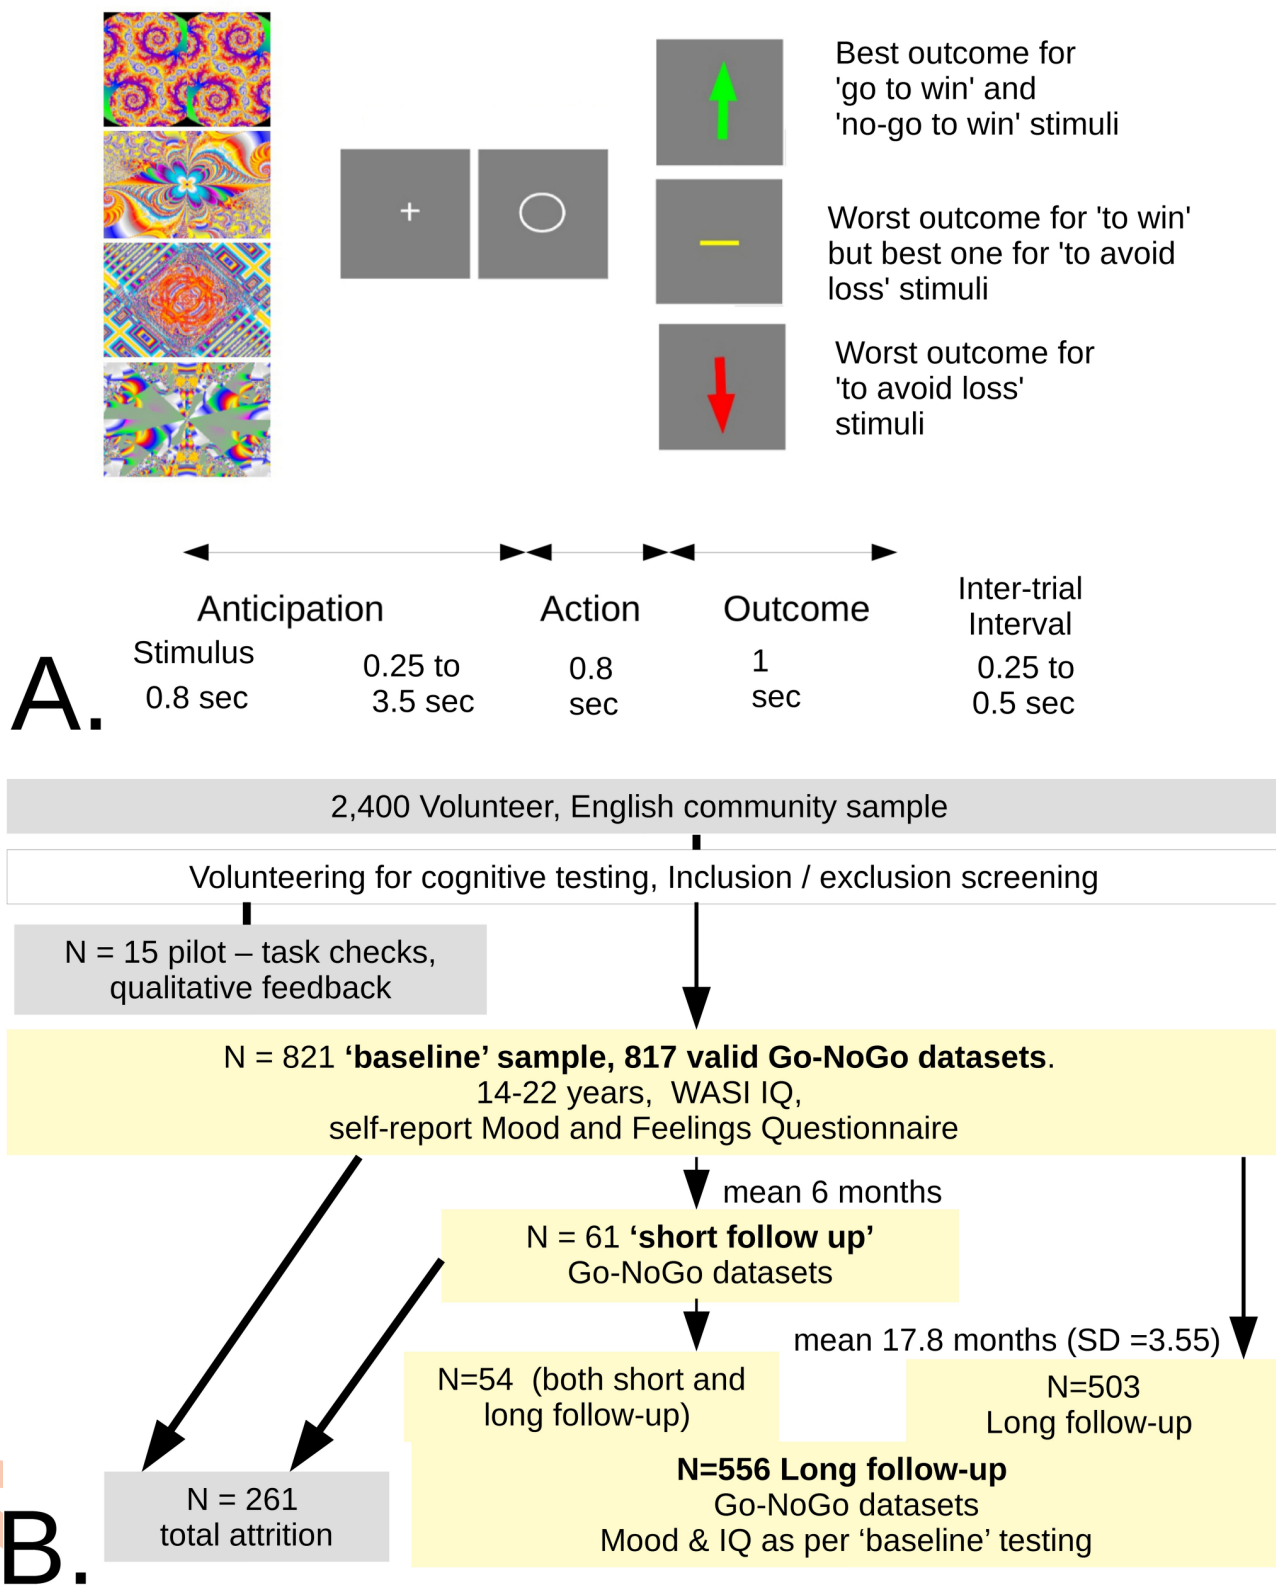 Best outcome for
'go to win' and
'no-go to win' stimuli
Worst outcome for 'to win'
but best one for 'to avoid
loss' stimuli
Worst outcome for
'to avoid loss'
stimuli
Anticipation
Action
Outcome
Inter-trial
Interval
Stimulus
0.8 sec
0.25 to
3.5 sec
0.8
sec
1
sec
0.25 to
0.5 sec
A.
2,400 Volunteer, English community sample
Volunteering for cognitive testing, Inclusion / exclusion screening
N = 15 pilot – task checks,
qualitative feedback
N = 821 ‘baseline’ sample, 817 valid Go-NoGo datasets.
14-22 years, WASI IQ,
self-report Mood and Feelings Questionnaire
mean 6 months
N = 61 ‘short follow up’
Go-NoGo datasets
mean 17.8 months (SD =3.55)
N=54 (both short and
long follow-up)
N=503
Long follow-up
N=556 Long follow-up
Go-NoGo datasets
Mood & IQ as per ‘baseline’ testing
N = 261
total attrition
B.